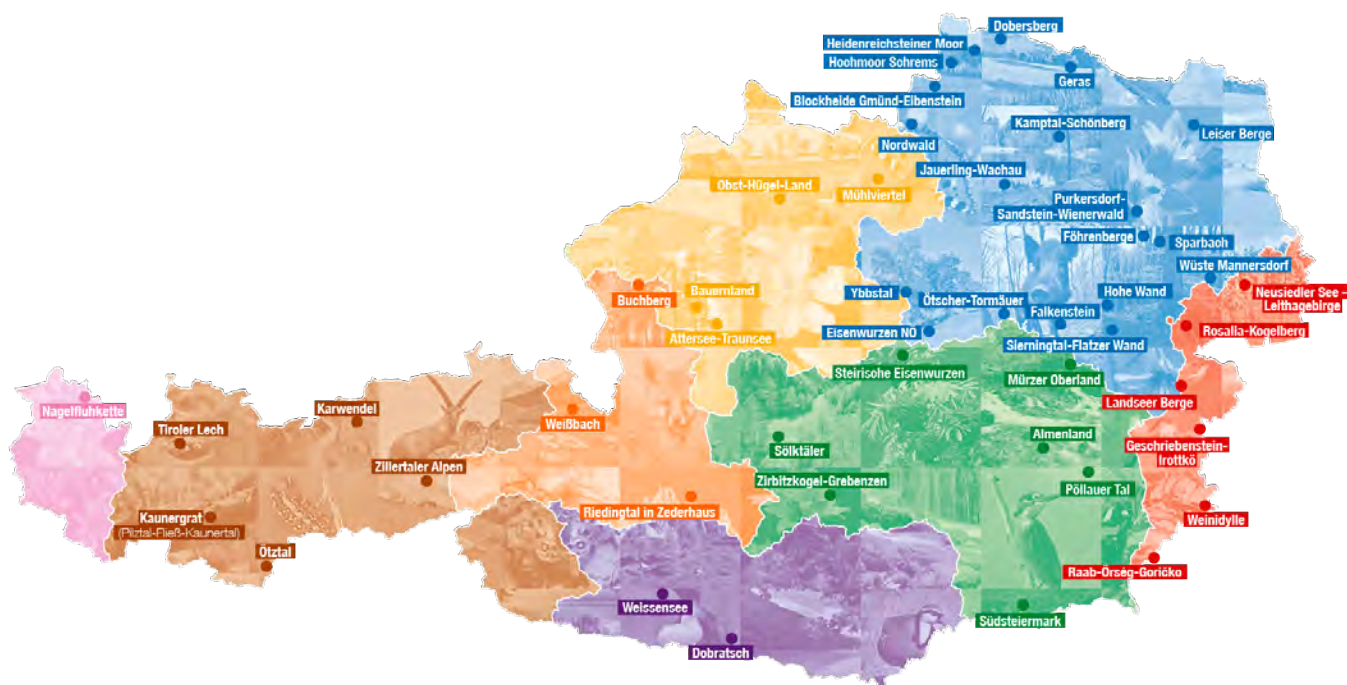 Dobersberg
Heidenreichsteiner Moor
Hochmoor Schrems
Geras
Blockheide Gmünd-Eibenstein
Nordwald
Kamptal-Schönberg
Leiser Berge
Jauerling-Wachau
Obst-Hügel-Land
Mühlviertel
Purkersdorf-
Sandstein-Wienerwald
Föhrenberge
Sparbach
Wüste Mannersdorf
Buchberg
Bauernland
Ybbstal
Ötscher-Tormäuer
Hohe Wand
Neusiedler See –
Leithagebirge
Falkenstein
Attersee-Traunsee
Eisenwurzen NÖ
Sierningtal-Flatzer Wand
Rosalia-Kogelberg
Steirische Eisenwurzen
Mürzer Oberland
Nagelfluhkette
Karwendel
Weißbach
Landseer Berge
Tiroler Lech
Sölktäler
Almenland
Geschriebenstein-
Irottkö
Zillertaler Alpen
Zirbitzkogel-Grebenzen
Pöllauer Tal
Riedingtal in Zederhaus
Weinidylle
Kaunergrat
(Pitztal-Fließ-Kaunertal)
Ötztal
Raab-Örség-Goričko
Weissensee
Südsteiermark
Dobratsch